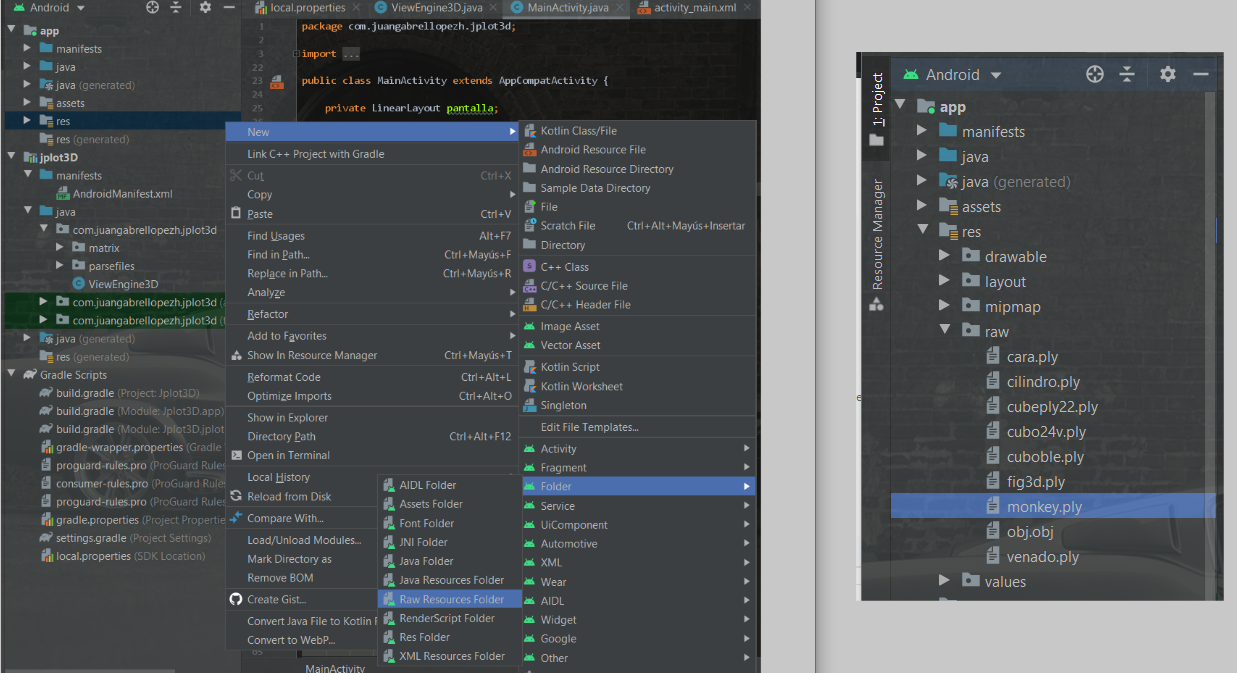 Android
local.properties
ViewEngine3D.java
MainActivity.java
activity_main.xml
app
manifests
java
java (generated)
assets
res
res (generated)
jplot3D
manifests
AndroidManifest.xml
java
com.juangabrellopezh.jplot3d
matrix
parsefiles
ViewEngine3D
com.juangabrellopezh.jplot3d
com.juangabrellopezh.jplot3d
java (generated)
res (generated)
Gradle Scripts
build.gradle (Project: Jplot3D)
build.gradle (Module: Jplot3D.app)
build.gradle (Module: Jplot3D.jplot
gradle-wrapper.properties (Gradle
proguard-rules.pro (ProGuard Rules
consumer-rules.pro (ProGuard Rules
proguard-rules.pro (ProGuard Rules
gradle.properties (Project Propertie
settings.gradle (Project Settings)
local.properties (SDK Location)
1 package com.juangabrellopezh.jplot3d;
2
3 import ...
22
23 public class MainActivity extends AppCompatActivity {
24
25 private LinearLayout pantalla;
New
Link C++ Project with Gradle
Cut Ctrl+X
Copy
Paste Ctrl+V
Find Usages Alt+F7
Find in Path... Ctrl+Mayús+F
Replace in Path... Ctrl+Mayús+R
Analyze
Refactor
Add to Favorites
Show In Resource Manager Ctrl+Mayús+T
Reformat Code Ctrl+Alt+L
Optimize Imports Ctrl+Alt+O
Show in Explorer
Directory Path Ctrl+Alt+F12
Open in Terminal
Local History
Reload from Disk
Compare With...
Load/Unload Modules...
Mark Directory as
Remove BOM
Create Gist...
Convert Java File to Kotlin F
Convert to WebP...
MainActivity
Kotlin Class/File
Android Resource File
Android Resource Directory
Sample Data Directory
File
Scratch File Ctrl+Alt+Mayús+Insertar
Directory
C++ Class
C/C++ Source File
C/C++ Header File
Image Asset
Vector Asset
Kotlin Script
Kotlin Worksheet
Singleton
Edit File Templates...
Activity
Fragment
Folder
Service
UiComponent
Automotive
XML
Wear
AIDL
Widget
Google
Other
AIDL Folder
Assets Folder
Font Folder
JNI Folder
Java Folder
Java Resources Folder
Raw Resources Folder
RenderScript Folder
Res Folder
XML Resources Folder
1: Project
Resource Manager
Android
app
manifests
java
java (generated)
assets
res
drawable
layout
mipmap
raw
cara.ply
cilindro.ply
cubeply22.ply
cubo24v.ply
cuboble.ply
fig3d.ply
monkey.ply
obj.obj
venado.ply
values